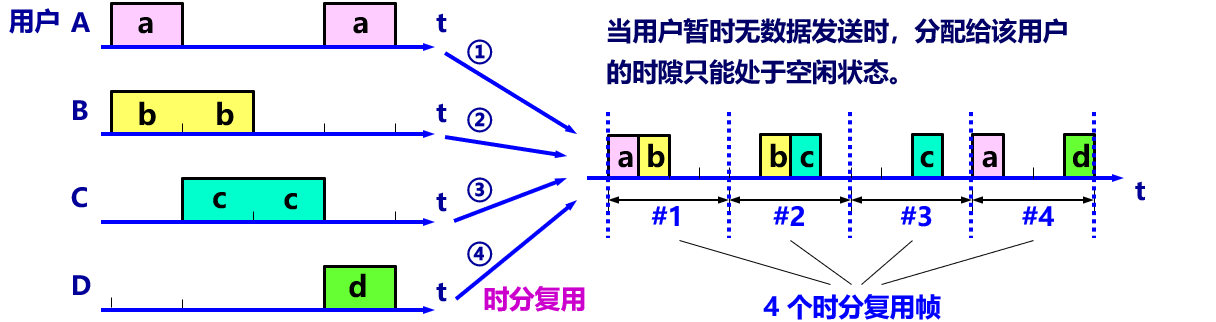 用户 A a a t
①
当用户暂时无数据发送时，分配给该用户
的时隙只能处于空闲状态。
B b b t
②
a b b c c a d
t
C c c t
③
#1 #2 #3 #4
④
D d t
时分复用
4 个时分复用帧